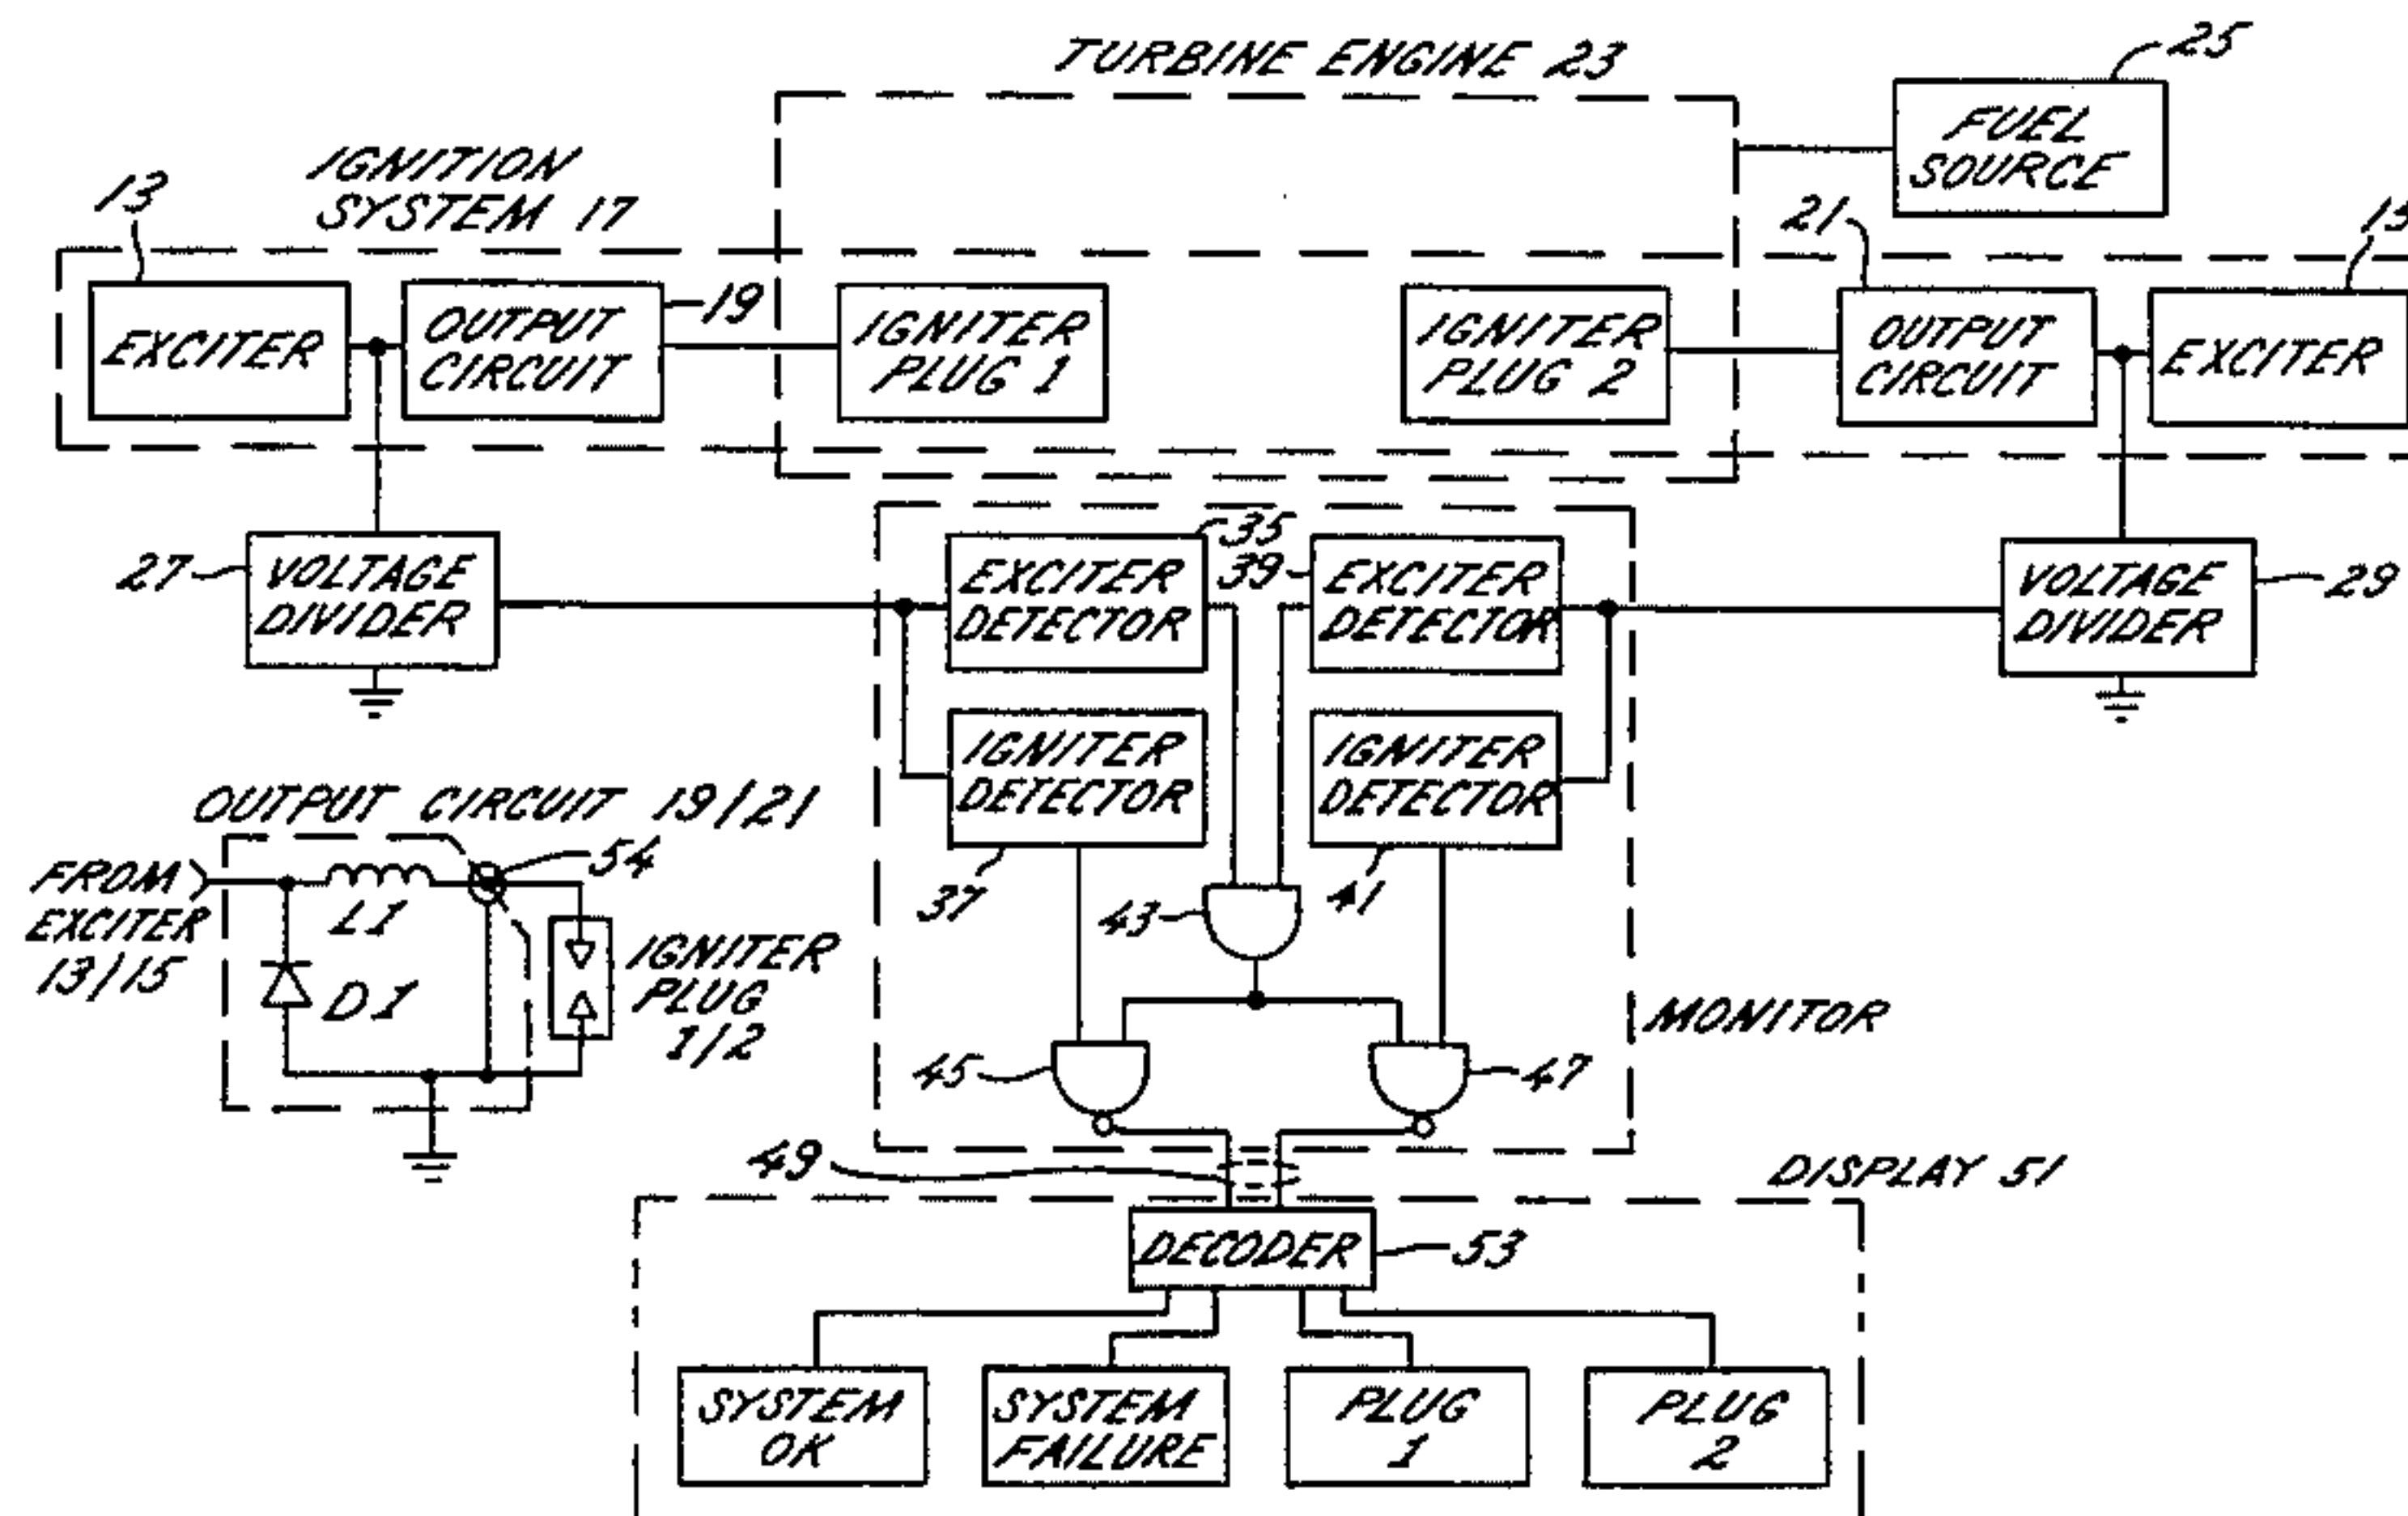 TURBINE ENGINE 23
25
FUEL
SOURCE
IGNITION
SYSTEM 17
13
21
15
EXCITER
OUTPUT
CIRCUIT
19
IGNITER
PLUG 1
IGNITER
PLUG 2
OUTPUT
CIRCUIT
EXCITER
27
VOLTAGE
DIVIDER
35
EXCITER
DETECTOR
39
EXCITER
DETECTOR
VOLTAGE
DIVIDER
29
IGNITER
DETECTOR
IGNITER
DETECTOR
37
41
43
OUTPUT CIRCUIT 19/21
54
FROM
EXCITER
13/15
L1
D1
IGNITER
PLUG
1/2
MONITOR
45
47
49
DISPLAY 51
DECODER
53
SYSTEM
OK
SYSTEM
FAILURE
PLUG
1
PLUG
2